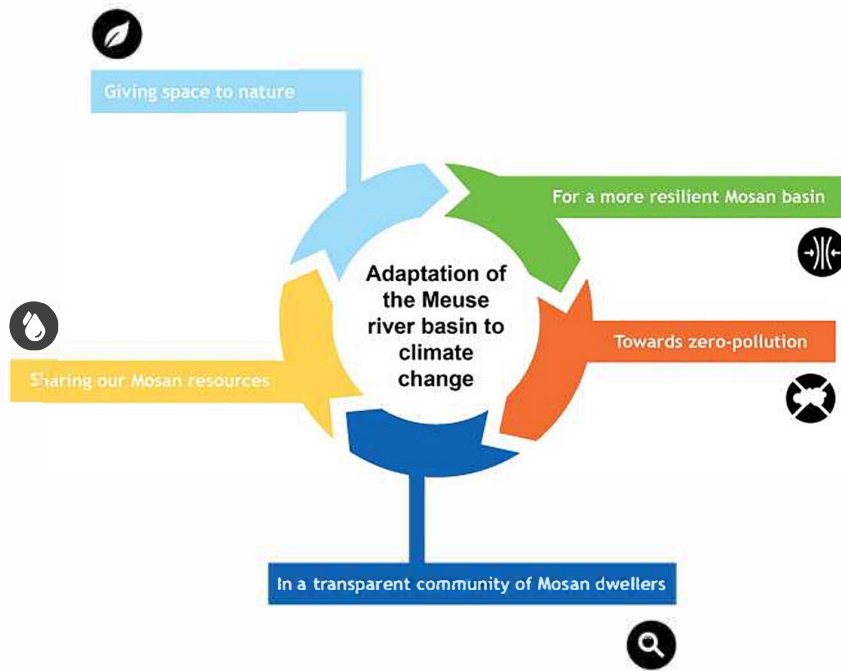 Giving space to nature
For a more resilient Mosan basin
Adaptation of
the Meuse
river basin to
climate
change
Towards zero-pollution
Sharing our Mosan resources
In a transparent community of Mosan dwellers